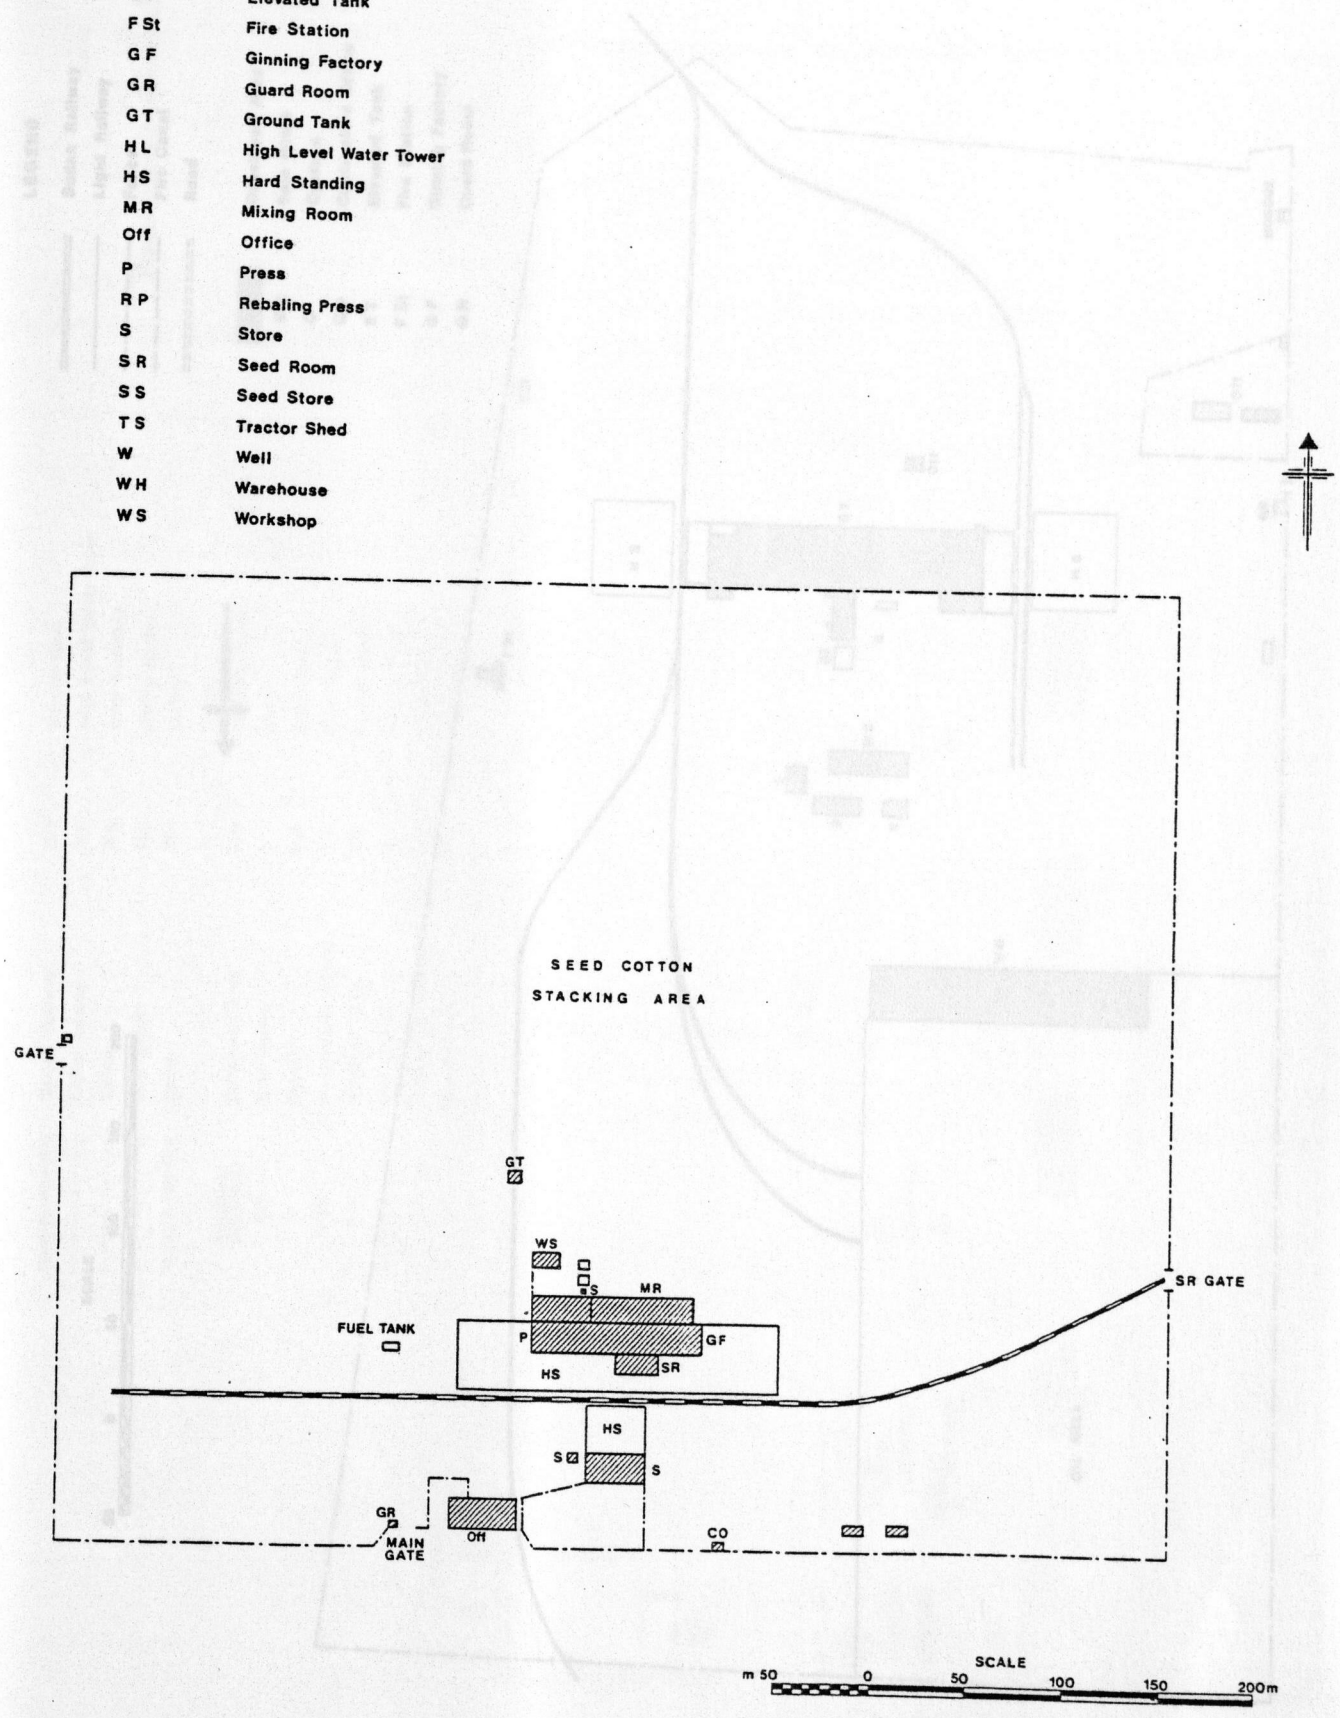 Elevated Tank
F St Fire Station
G F Ginning Factory
G R Guard Room
G T Ground Tank
H L High Level Water Tower
H S Hard Standing
M R Mixing Room
Off Office
P Press
R P Rebaling Press
S Store
S R Seed Room
S S Seed Store
T S Tractor Shed
W Well
W H Warehouse
W S Workshop
SEED COTTON
STACKING AREA
GATE
GT
WS
S MR
SR GATE
FUEL TANK
P GF
SR
HS
HS
S S
GR
MAIN
GATE
Off
CO
SCALE
m 50 0 50 100 150 200m